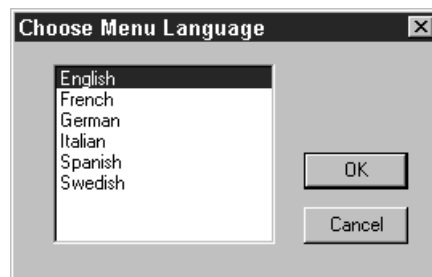 Choose Menu Language
English
French
German
Italian
Spanish
Swedish
OK
Cancel